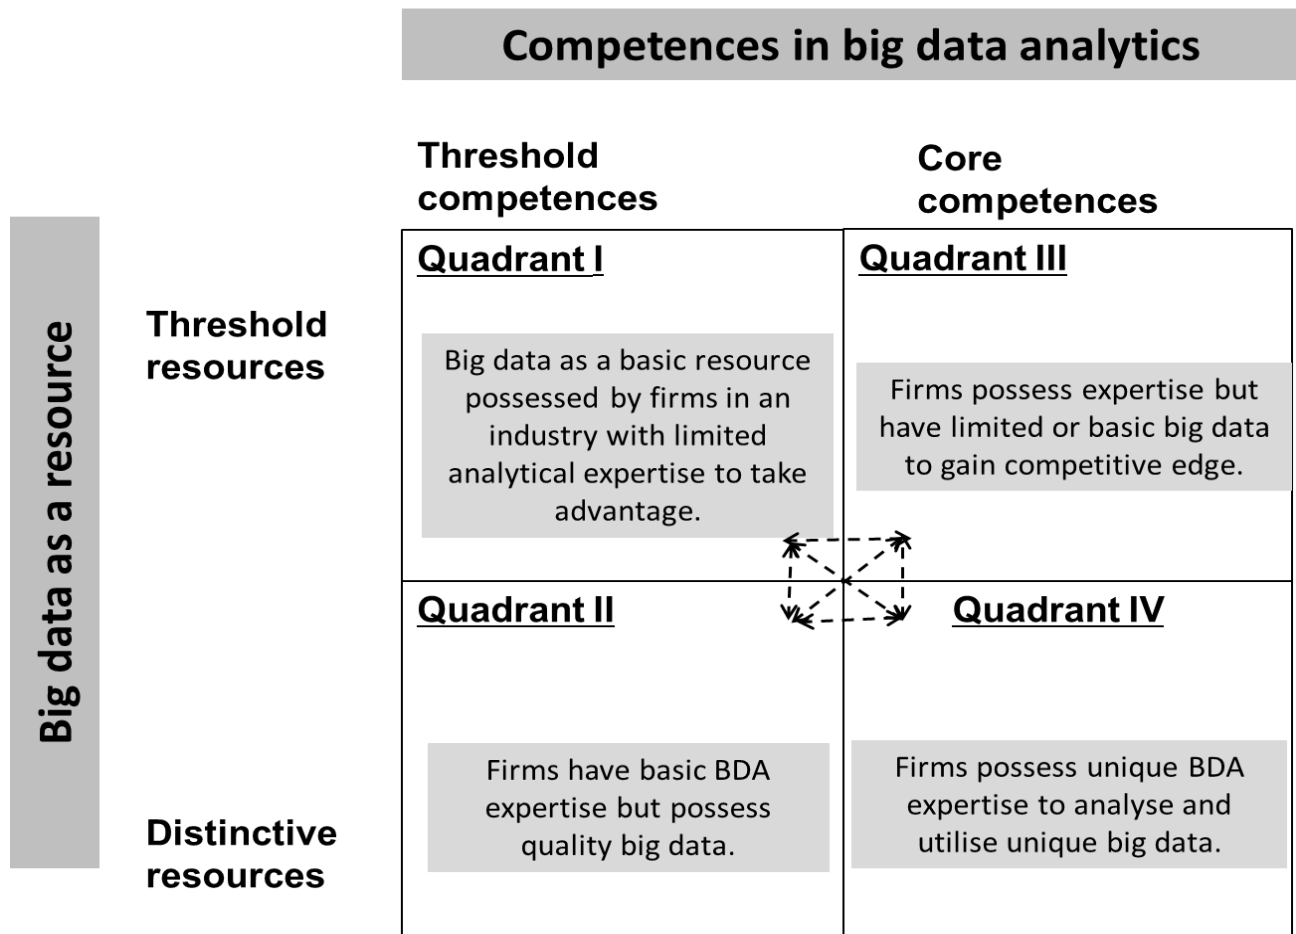 Competences in big data analytics
Threshold
competences
Core
competences
Big data as a resource
Threshold
resources
Quadrant I
Big data as a basic resource
possessed by firms in an
industry with limited
analytical expertise to take
advantage.
Quadrant III
Firms possess expertise but
have limited or basic big data
to gain competitive edge.
Distinctive
resources
Quadrant II
Firms have basic BDA
expertise but possess
quality big data.
Quadrant IV
Firms possess unique BDA
expertise to analyse and
utilise unique big data.